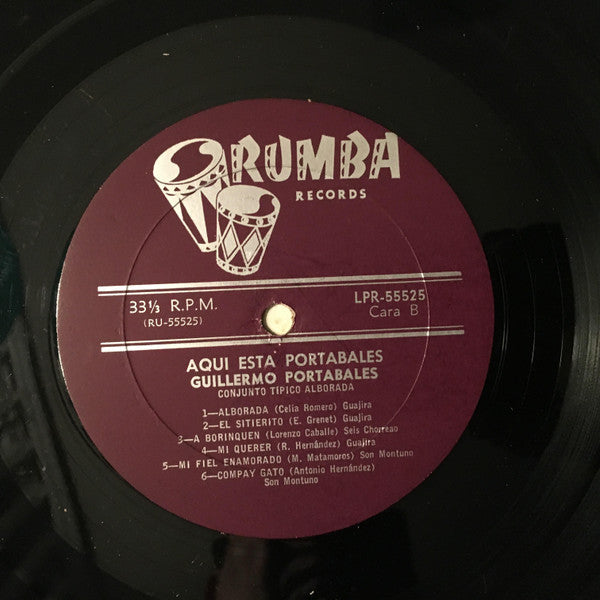 RUMBA
RECORDS
33⅓ R.P.M.
(RU-55525)
LPR-55525
Cara B
AQUI ESTA PORTABALES
GUILLERMO PORTABALES
CONJUNTO TÍPICO ALBORADA
1—ALBORADA (Celia Romero) Guajira
2—EL SITIERITO (E. Grenet) Guajira
3—A BORINQUEN (Lorenzo Caballe) Seis Choreao
4—MI QUERER (R. Hernández) Guajira
5—MI FIEL ENAMORADO (M. Matamoros) Son Montuno
6—COMPAY GATO (Antonio Hernández)
Son Montuno